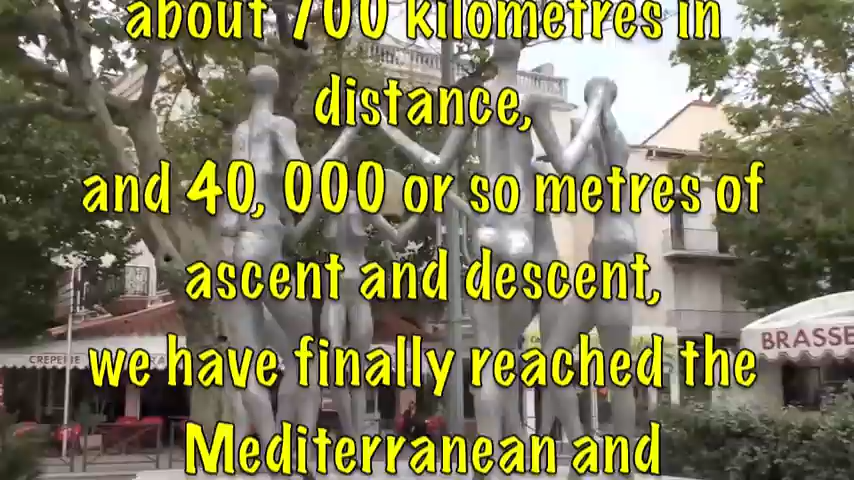 about 700 kilometres in
distance,
and 40, 000 or so metres of
ascent and descent,
we have finally reached the
Mediterranean and
CREPERIE
BRASSE